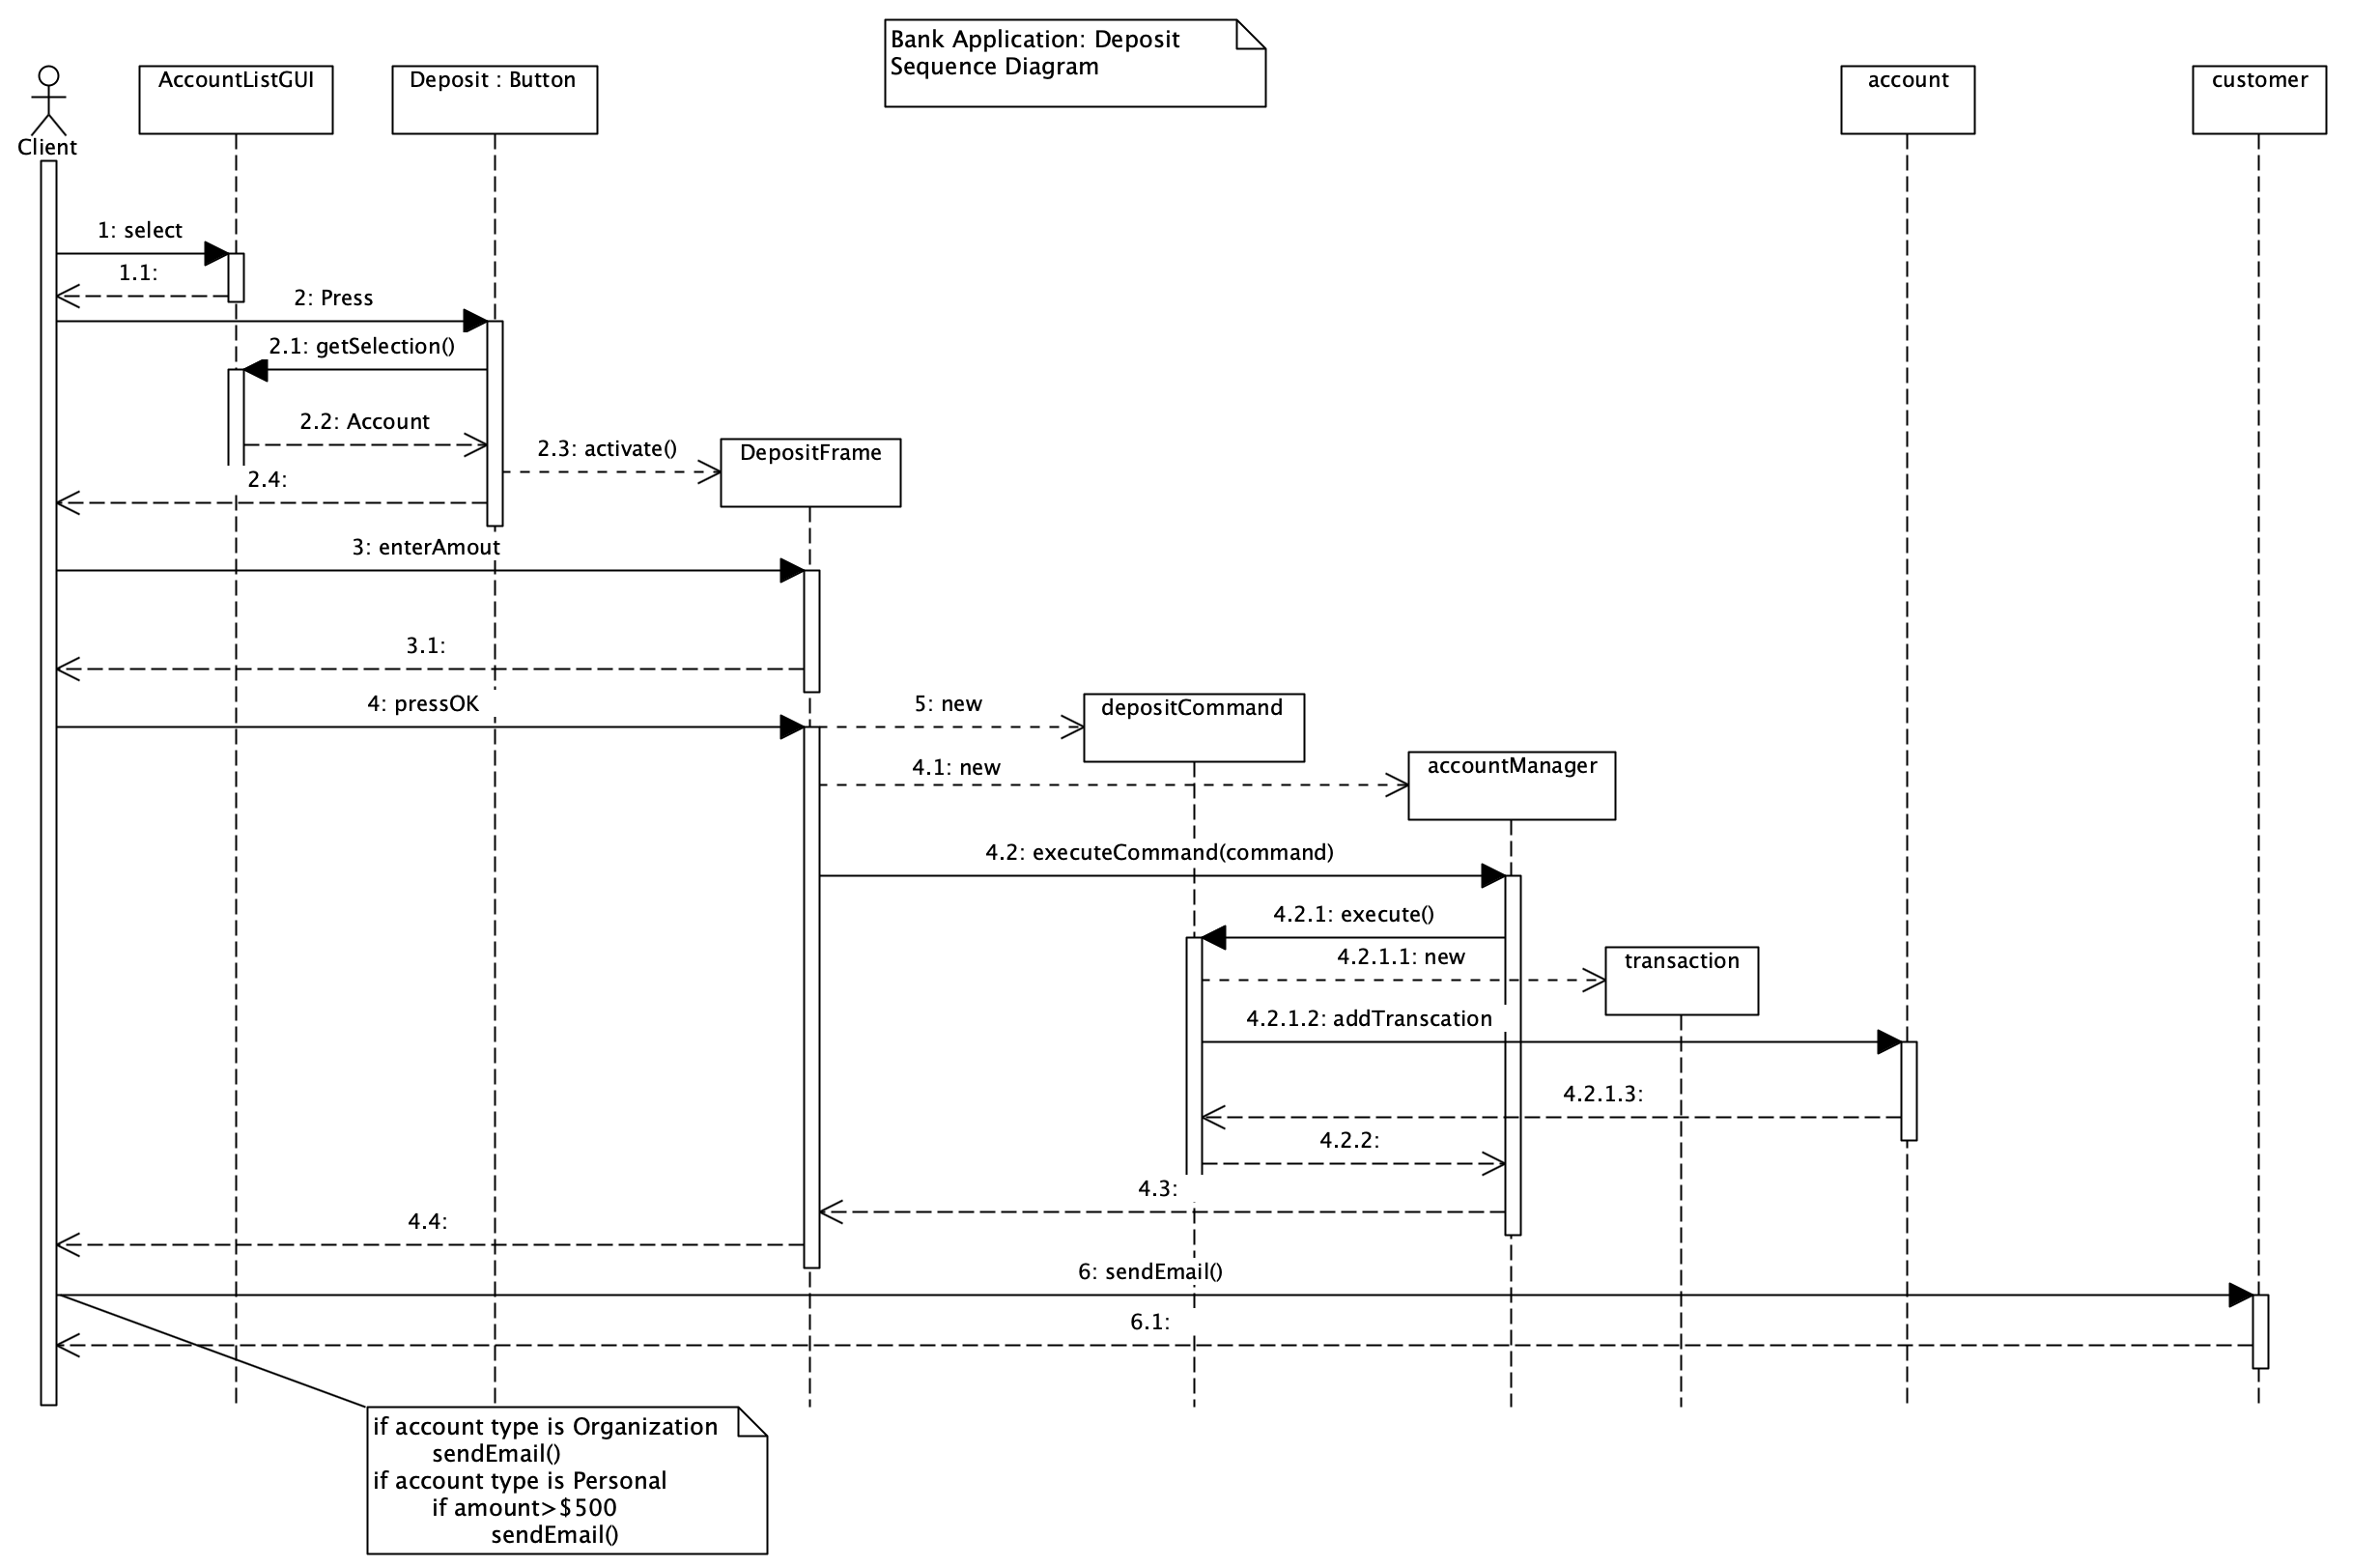 Bank Application: Deposit
Sequence Diagram
Client
AccountListGUI
Deposit : Button
account
customer
1: select
1.1:
2: Press
2.1: getSelection()
2.2: Account
2.3: activate()
DepositFrame
2.4:
3: enterAmout
3.1:
4: pressOK
5: new
depositCommand
4.1: new
accountManager
4.2: executeCommand(command)
4.2.1: execute()
4.2.1.1: new
transaction
4.2.1.2: addTranscation
4.2.1.3:
4.2.2:
4.3:
4.4:
6: sendEmail()
6.1:
if account type is Organization
sendEmail()
if account type is Personal
if amount>$500
sendEmail()